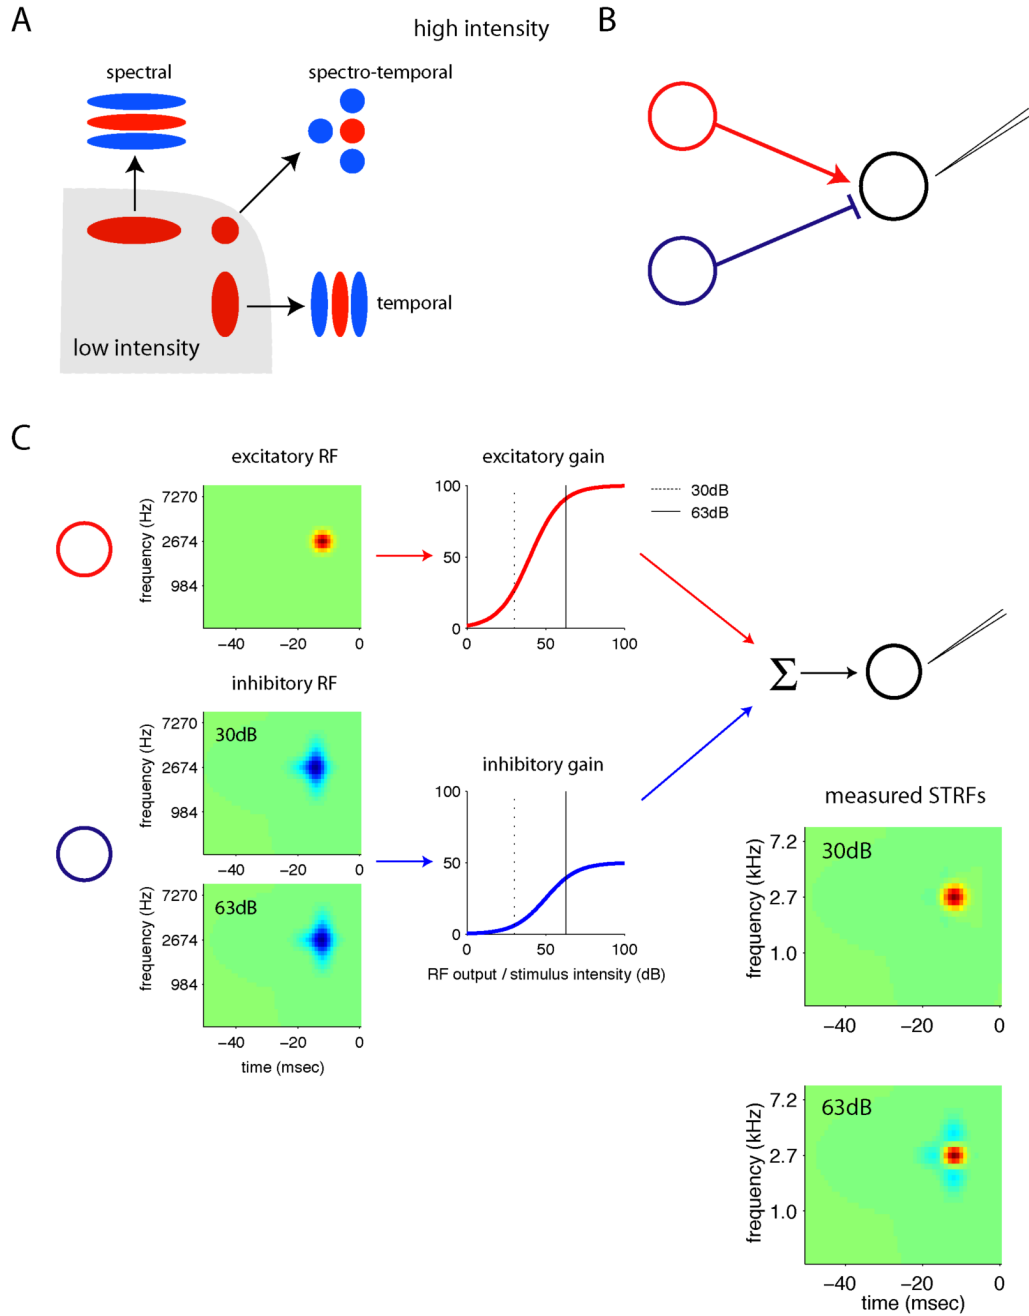 A
high intensity
B
spectral
spectro-temporal
temporal
low intensity
C
excitatory RF
excitatory gain
frequency (Hz)
7270
2674
984
−40
−20
0
100
50
0
0
50
100
30dB
63dB
Σ
inhibitory RF
30dB
frequency (Hz)
7270
2674
984
−40
−20
0
63dB
frequency (Hz)
7270
2674
984
−40
−20
0
time (msec)
inhibitory gain
100
50
0
0
50
100
RF output / stimulus intensity (dB)
measured STRFs
30dB
frequency (kHz)
7.2
2.7
1.0
−40
−20
0
63dB
frequency (kHz)
7.2
2.7
1.0
−40
−20
0
time (msec)